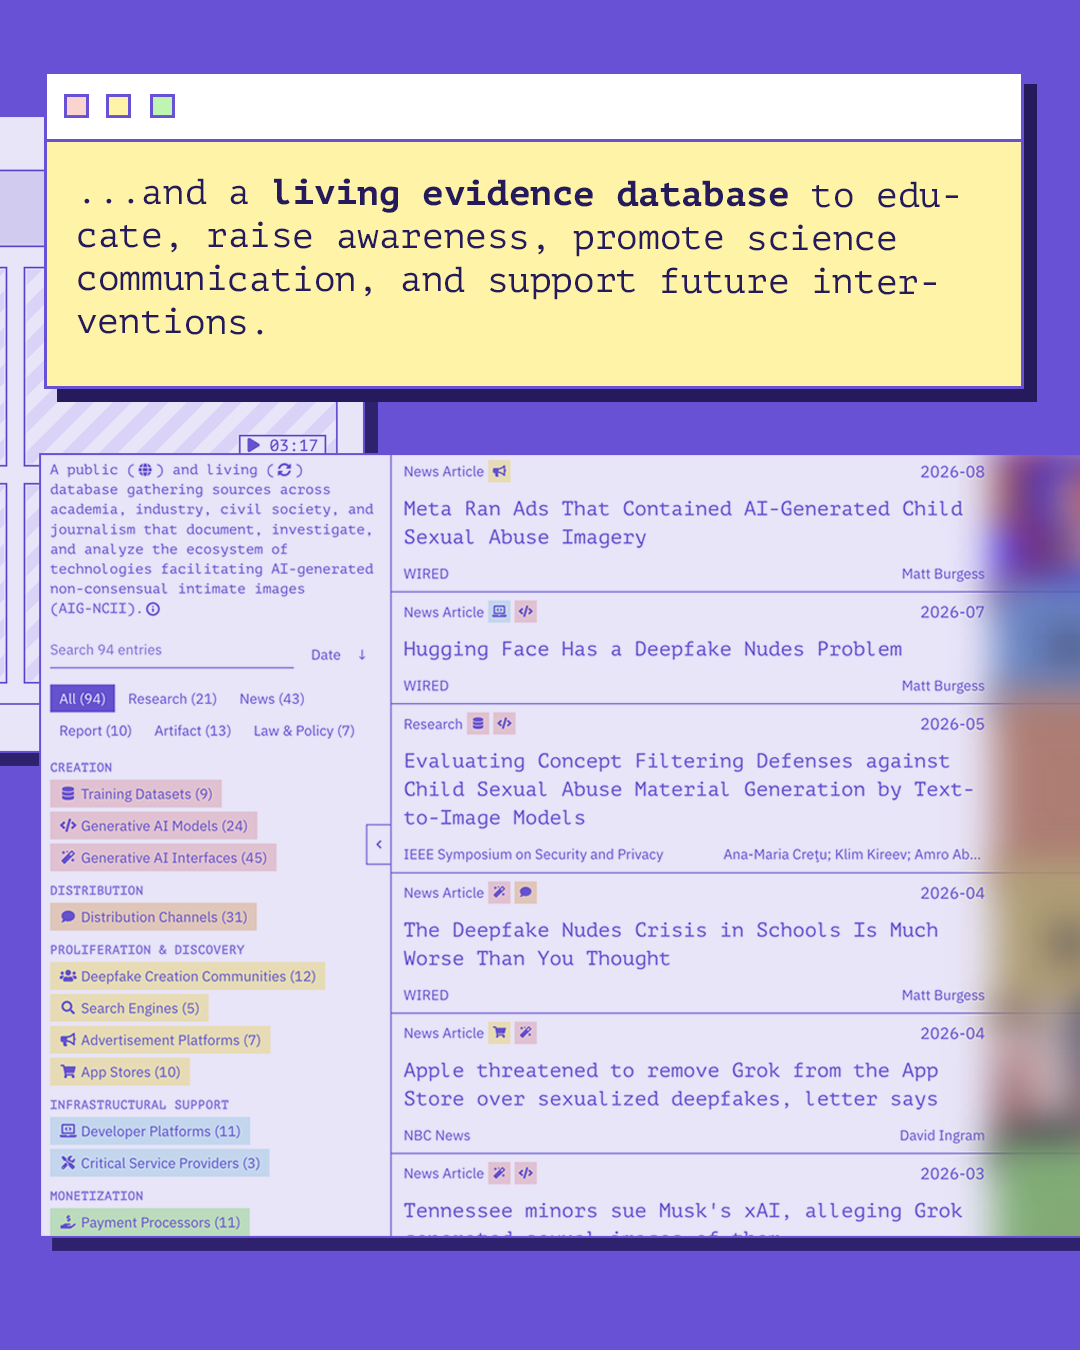 ...and a living evidence database to edu-
cate, raise awareness, promote science
communication, and support future inter-
ventions.
03:17
A public ( ) and living ( )
database gathering sources across
academia, industry, civil society, and
journalism that document, investigate,
and analyze the ecosystem of
technologies facilitating AI-generated
non-consensual intimate images
(AIG-NCII).
Search 94 entries
Date ↓
All (94) Research (21) News (43)
Report (10) Artifact (13) Law & Policy (7)
CREATION
Training Datasets (9)
Generative AI Models (24)
Generative AI Interfaces (45)
DISTRIBUTION
Distribution Channels (31)
PROLIFERATION & DISCOVERY
Deepfake Creation Communities (12)
Search Engines (5)
Advertisement Platforms (7)
App Stores (10)
INFRASTRUCTURAL SUPPORT
Developer Platforms (11)
Critical Service Providers (3)
MONETIZATION
Payment Processors (11)
News Article 2026-08
Meta Ran Ads That Contained AI-Generated Child
Sexual Abuse Imagery
WIRED Matt Burgess
News Article 2026-07
Hugging Face Has a Deepfake Nudes Problem
WIRED Matt Burgess
Research 2026-05
Evaluating Concept Filtering Defenses against
Child Sexual Abuse Material Generation by Text-
to-Image Models
IEEE Symposium on Security and Privacy Ana-Maria Crețu; Klim Kireev; Amro Ab...
News Article 2026-04
The Deepfake Nudes Crisis in Schools Is Much
Worse Than You Thought
WIRED Matt Burgess
News Article 2026-04
Apple threatened to remove Grok from the App
Store over sexualized deepfakes, letter says
NBC News David Ingram
News Article 2026-03
Tennessee minors sue Musk's xAI, alleging Grok